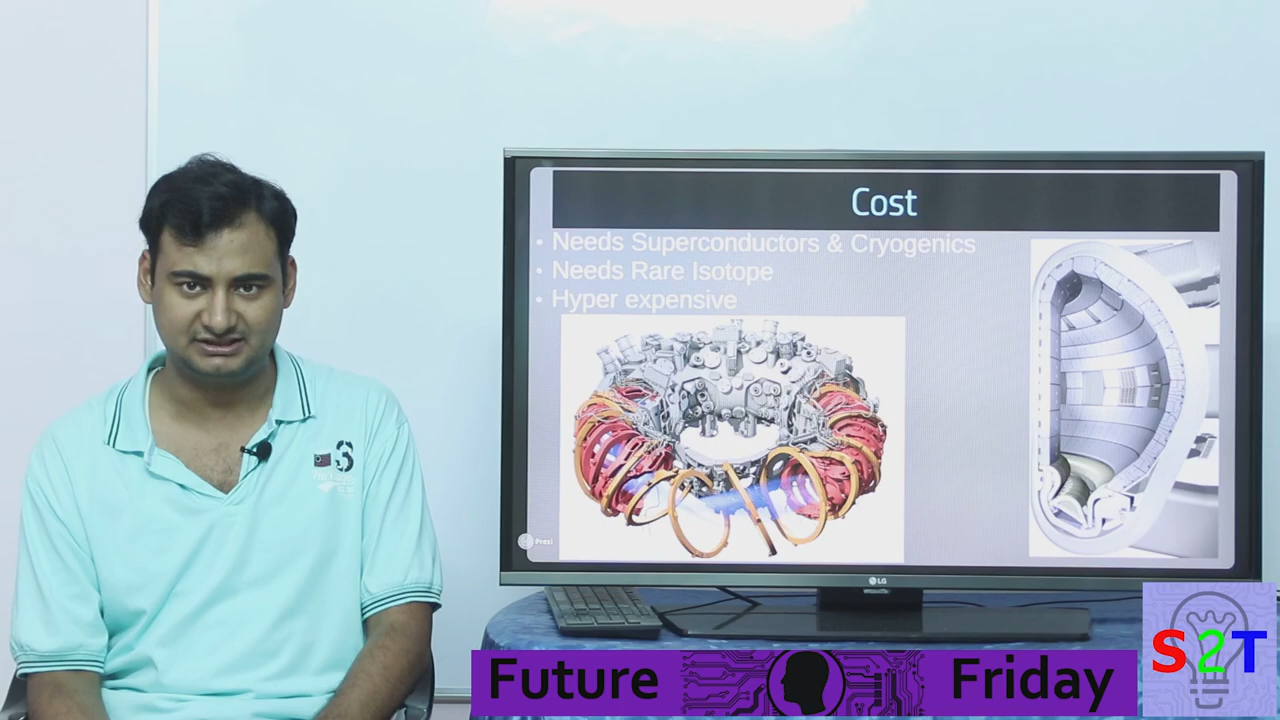 Cost
• Needs Superconductors & Cryogenics
• Needs Rare Isotope
• Hyper expensive
Prezi
LG
S
Future Friday
S2T